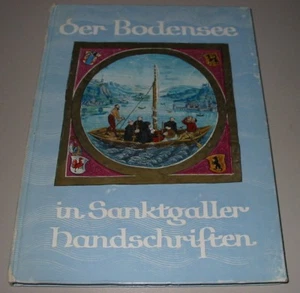 der Bodensee
in Sanktgaller
Handschriften